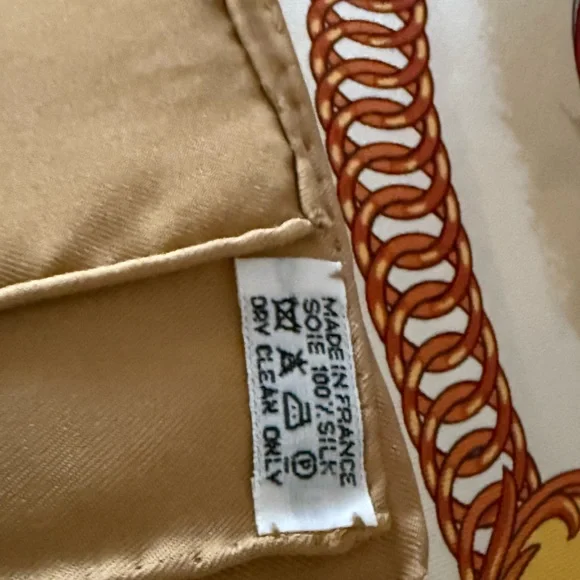 MADE IN FRANCE
SOIE 100% SILK
P
DRY CLEAN ONLY